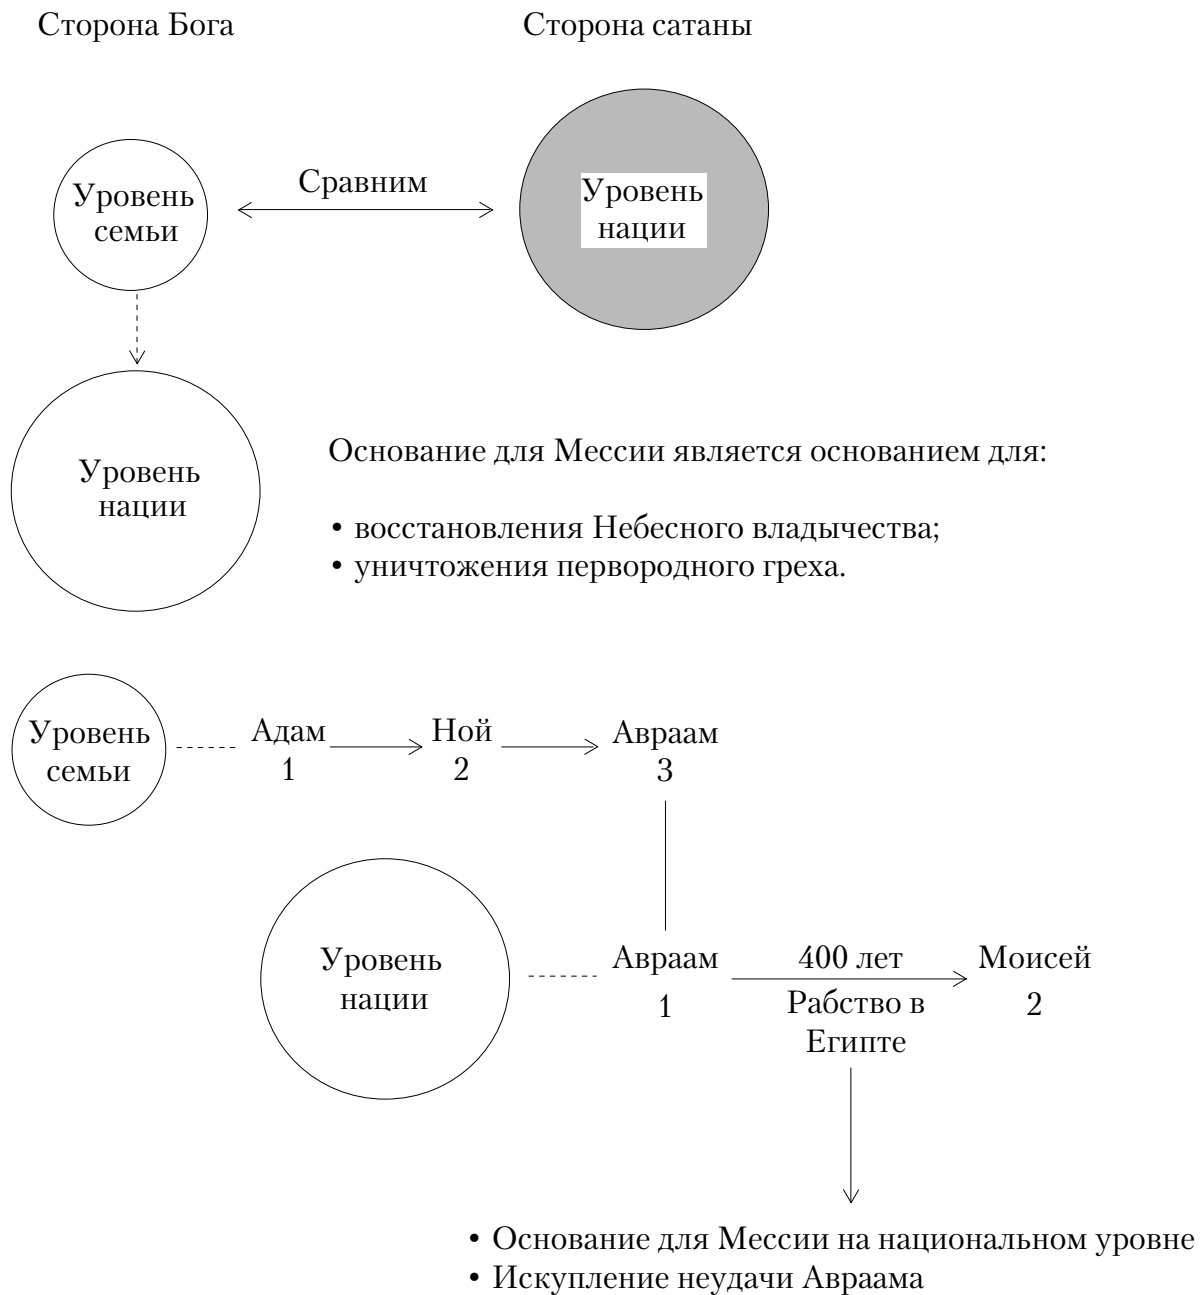 Сторона Бога
Сторона сатаны
Уровень
семьи
Сравним
Уровень
нации
Уровень
нации
Основание для Мессии является основанием для:
• восстановления Небесного владычества;
• уничтожения первородного греха.
Уровень
семьи
Адам
1
Ной
2
Авраам
3
Уровень
нации
Авраам
1
400 лет
Рабство в
Египте
Моисей
2
• Основание для Мессии на национальном уровне
• Искупление неудачи Авраама